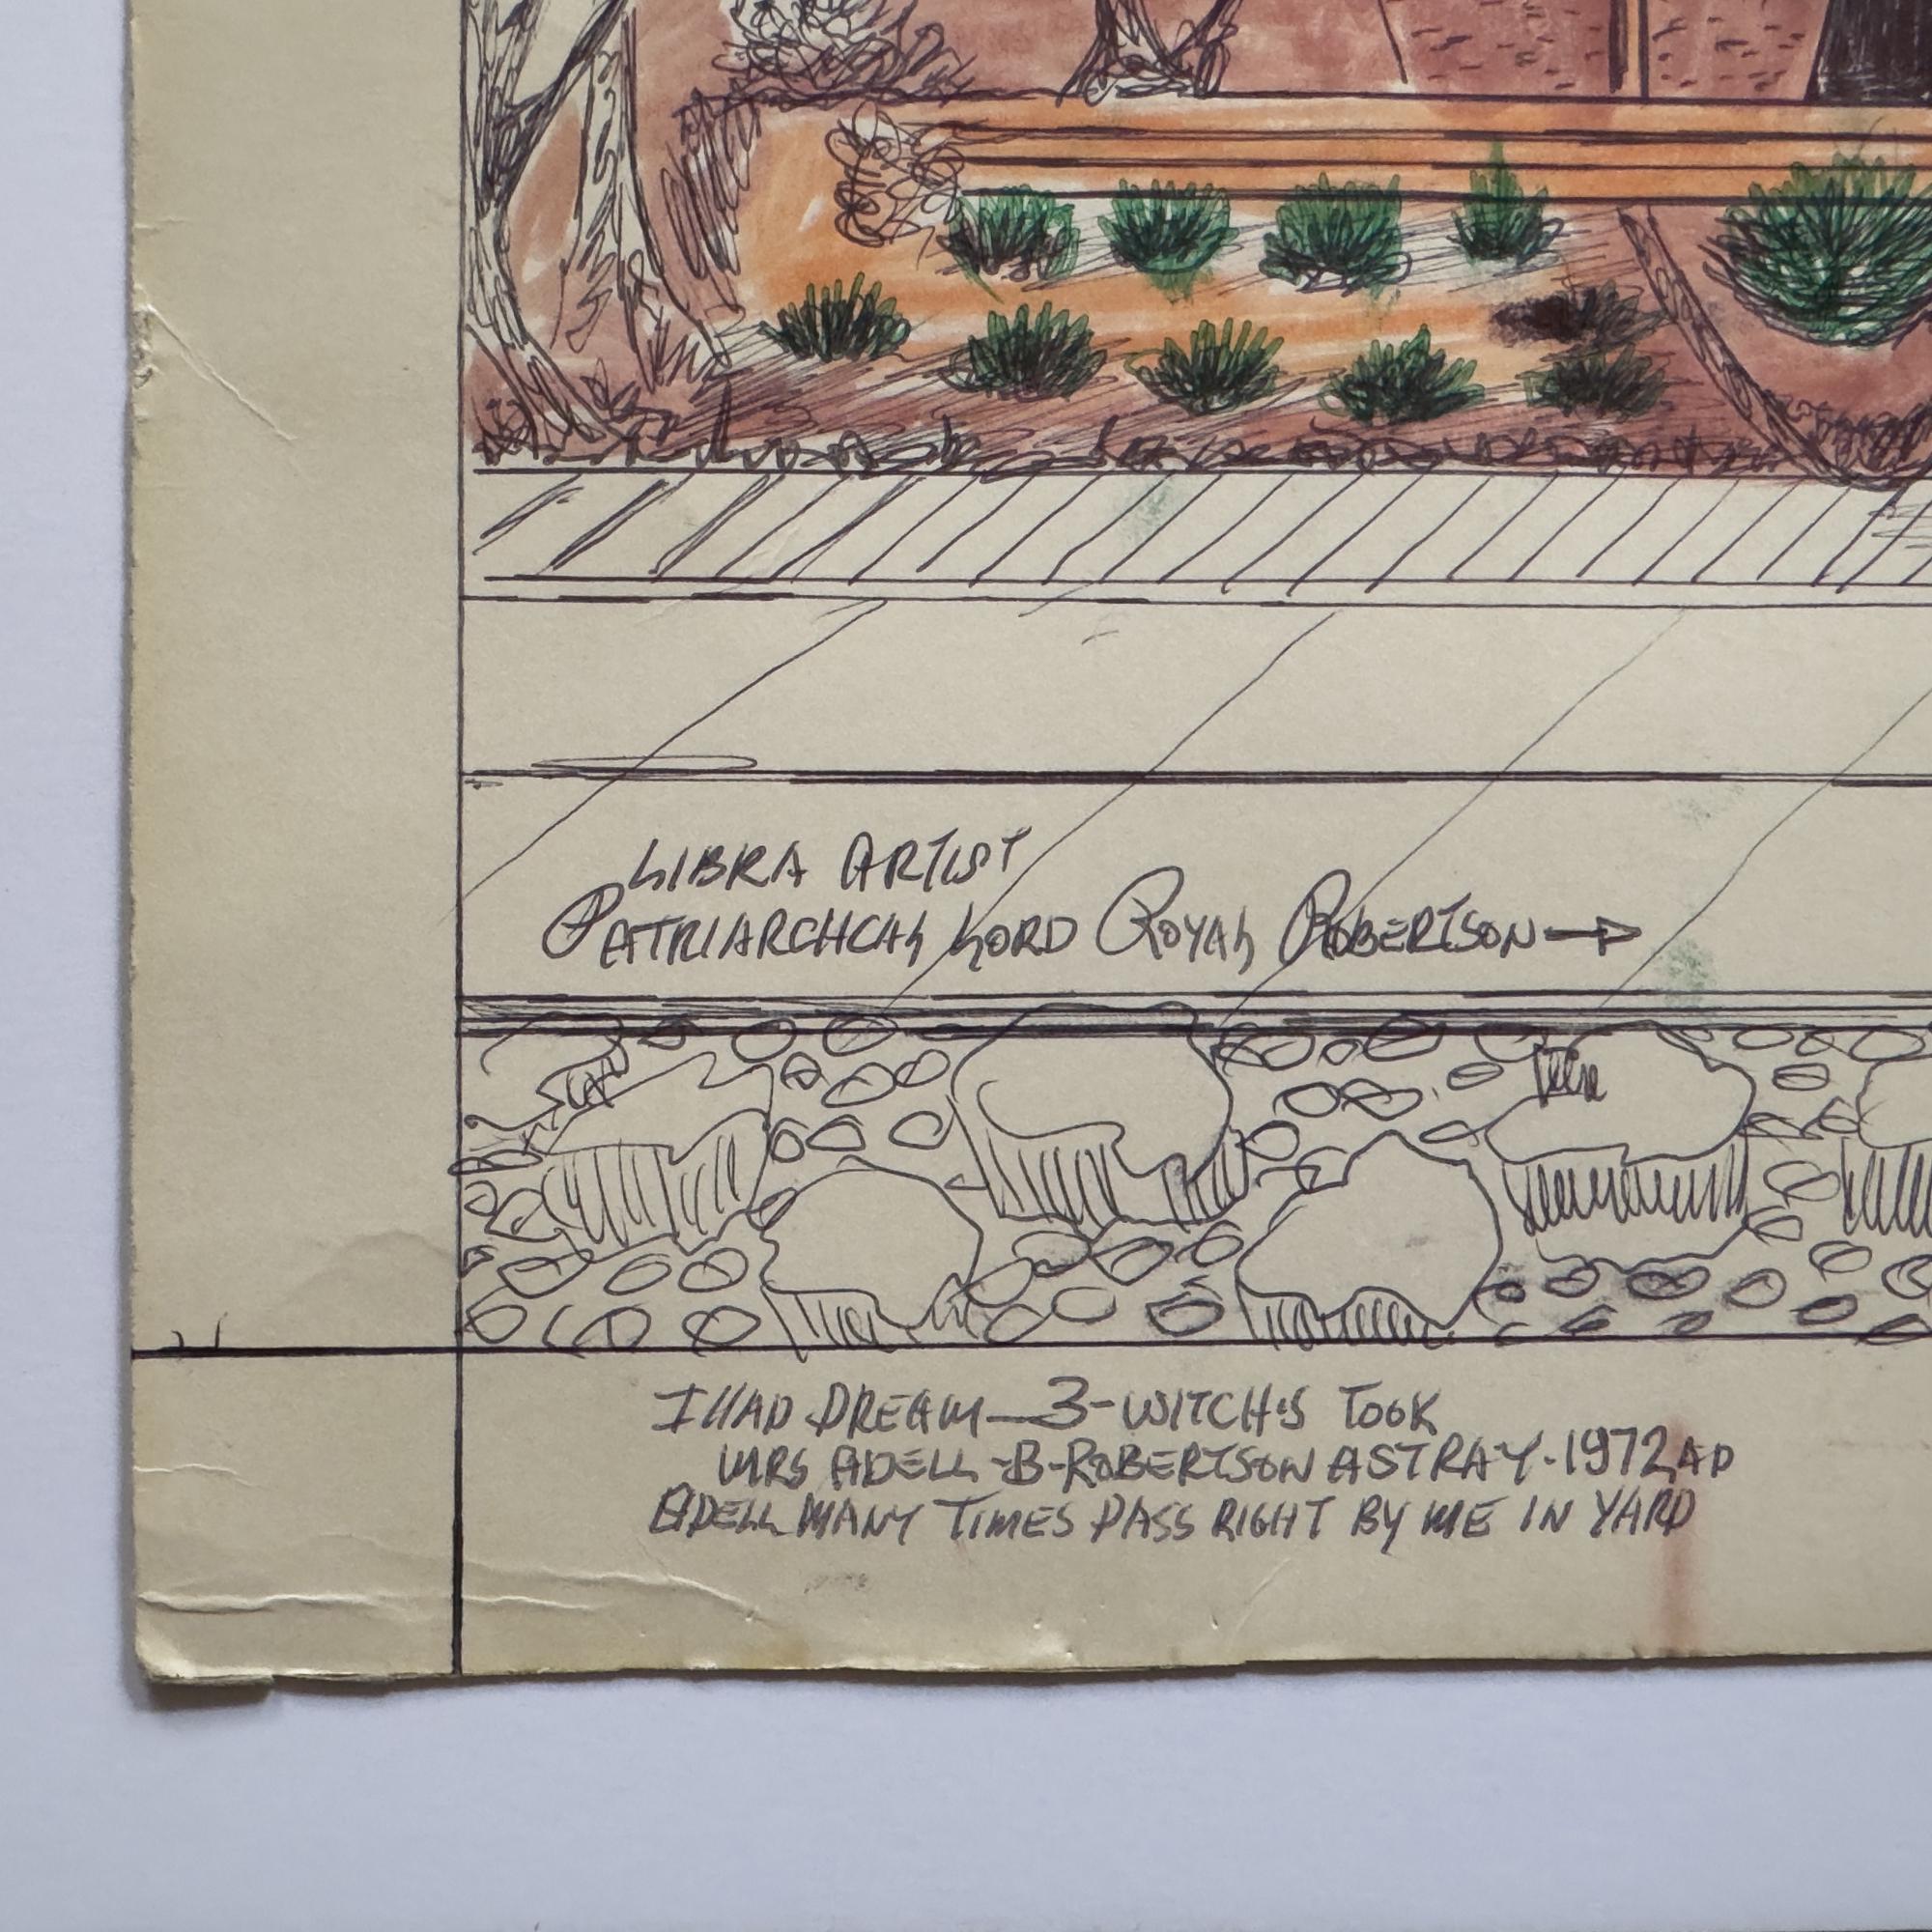 LIBRA ARTIST
PATRIARCHCAL LORD ROYAL ROBERTSON
I HAD DREAM—3-WITCH'S TOOK
MRS ADELL-B-ROBERTSON ASTRAY-1972 AD
ADELL MANY TIMES PASS RIGHT BY ME IN YARD